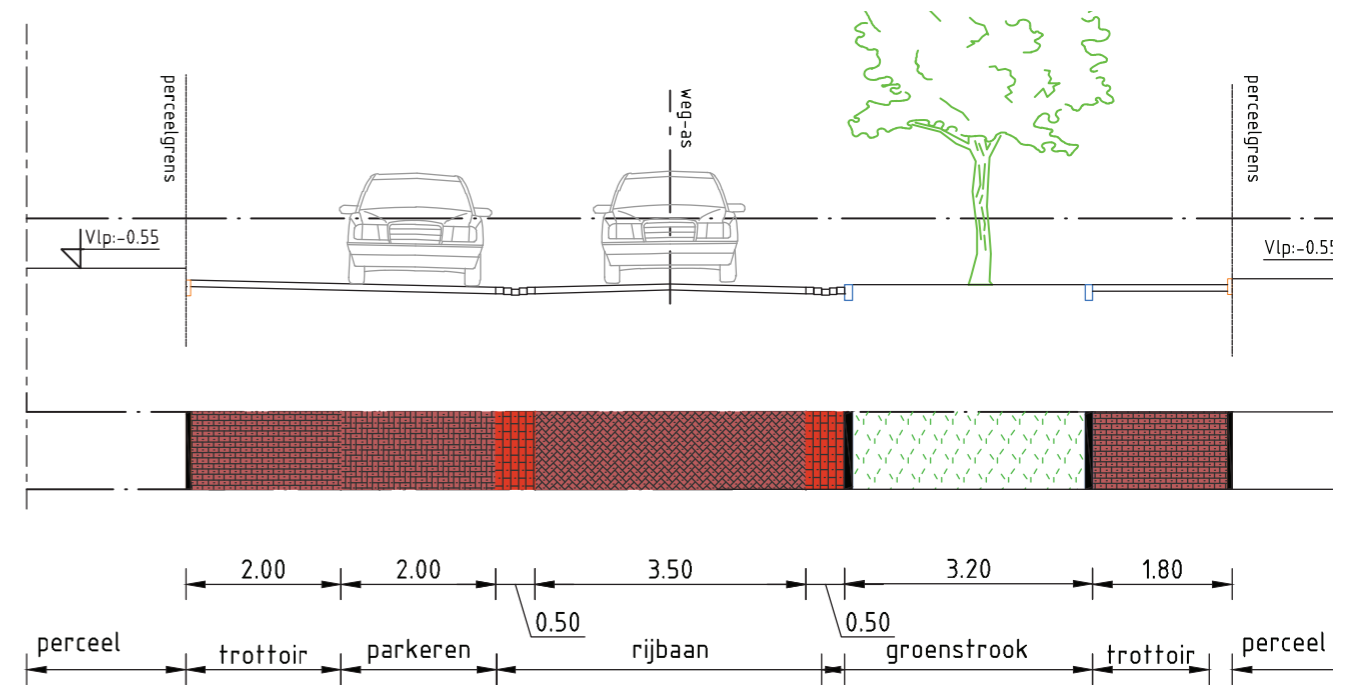 perceelgrens
weg-as
perceelgrens
Vlp:-0.55
Vlp:-0.55
2.00
2.00
3.50
3.20
1.80
0.50
0.50
perceel
trottoir
parkeren
rijbaan
groenstrook
trottoir
perceel